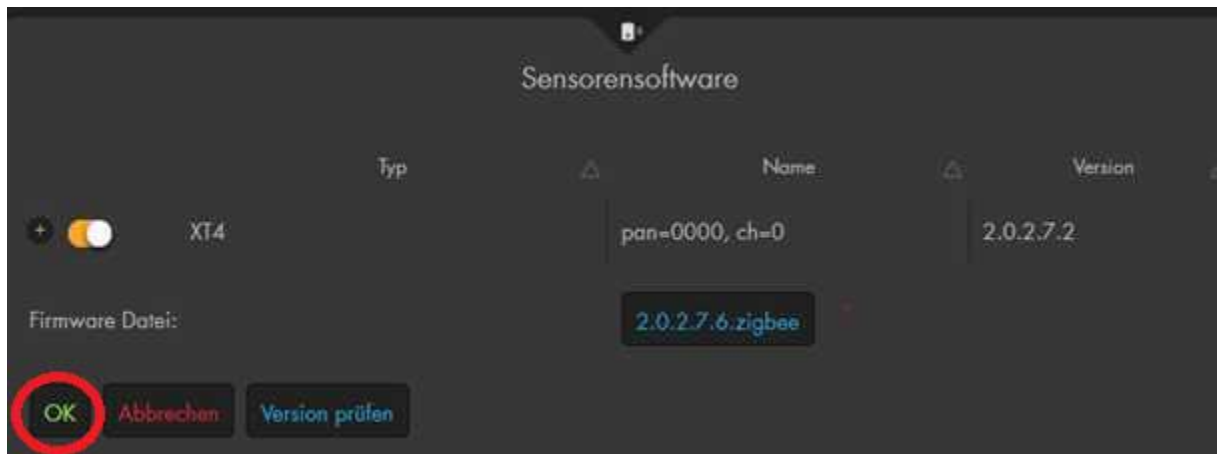 Sensorensoftware
Typ Name Version
XT4 pan=0000, ch=0 2.0.2.7.2
Firmware Datei: 2.0.2.7.6.zigbee
OK Abbrechen Version prüfen